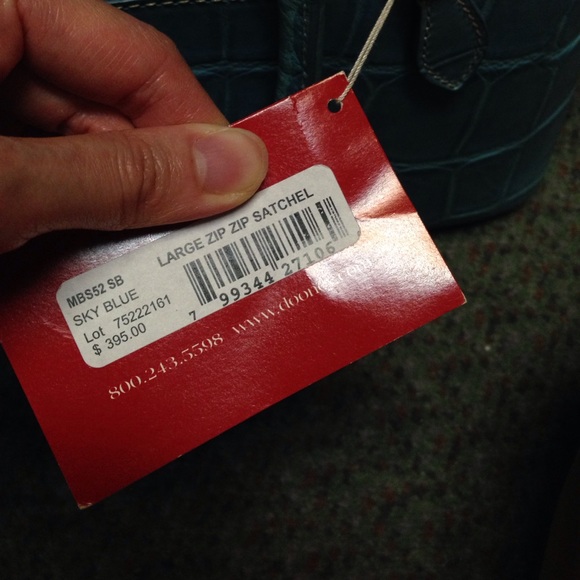 LARGE ZIP ZIP SATCHEL
MBS52 SB
SKY BLUE
Lot 75222161
$ 395.00
7 99344 27106
800.243.5598